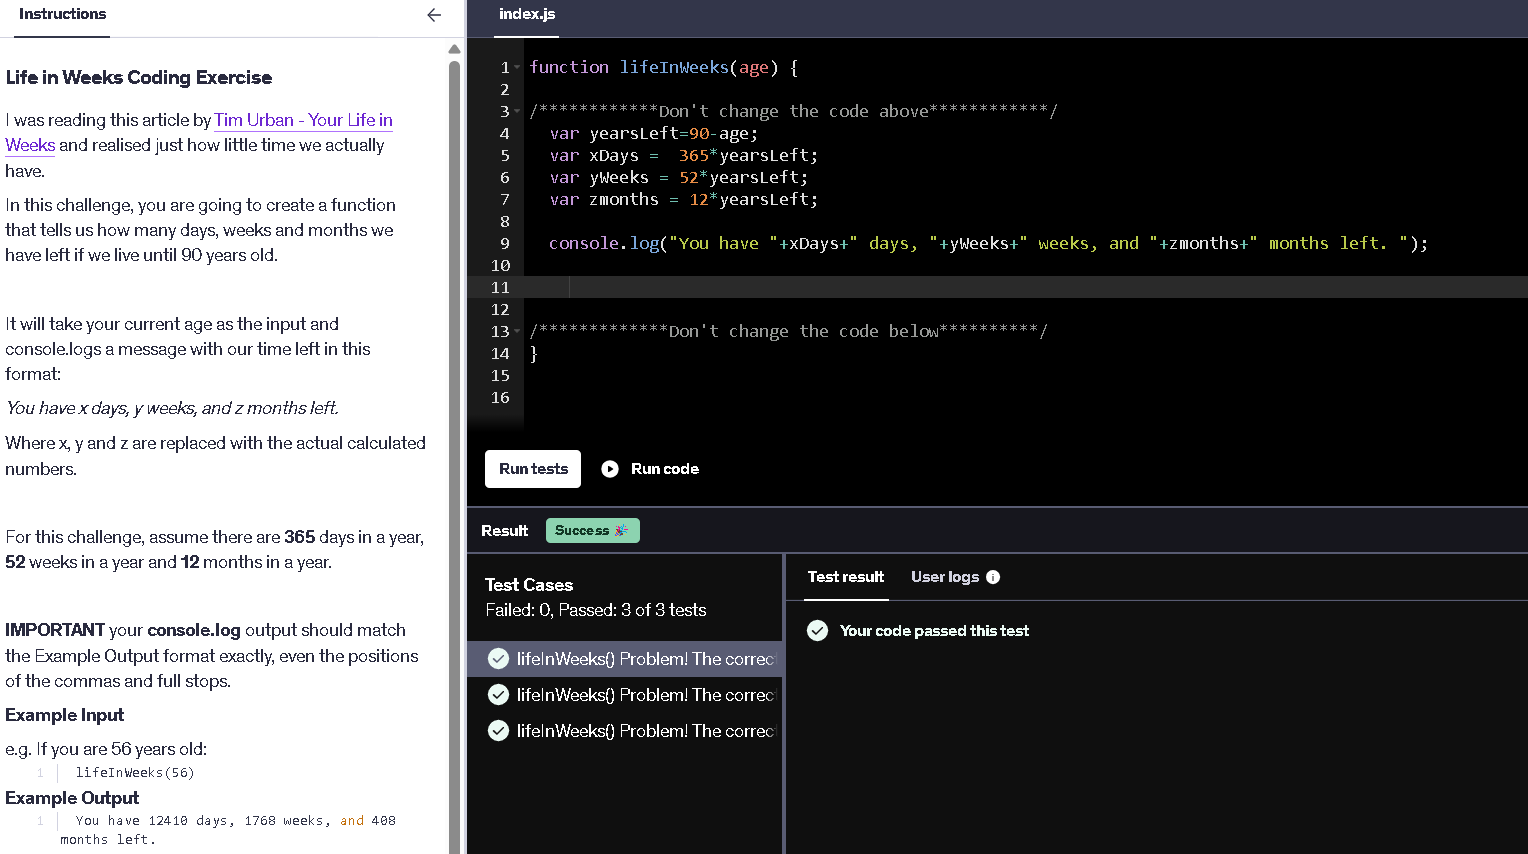 Instructions
Life in Weeks Coding Exercise
I was reading this article by Tim Urban - Your Life in
Weeks and realised just how little time we actually
have.
In this challenge, you are going to create a function
that tells us how many days, weeks and months we
have left if we live until 90 years old.
It will take your current age as the input and
console.logs a message with our time left in this
format:
You have x days, y weeks, and z months left.
Where x, y and z are replaced with the actual calculated
numbers.
For this challenge, assume there are 365 days in a year,
52 weeks in a year and 12 months in a year.
IMPORTANT your console.log output should match
the Example Output format exactly, even the positions
of the commas and full stops.
Example Input
e.g. If you are 56 years old:
1 lifeInWeeks(56)
Example Output
1 You have 12410 days, 1768 weeks, and 408
months left.
index.js
1 function lifeInWeeks(age) {
2
3 /************Don't change the code above************/
4 var yearsLeft=90-age;
5 var xDays =  365*yearsLeft;
6 var yWeeks = 52*yearsLeft;
7 var zmonths = 12*yearsLeft;
8
9 console.log("You have "+xDays+" days, "+yWeeks+" weeks, and "+zmonths+" months left. ");
10
11
12
13 /*************Don't change the code below**********/
14 }
15
16
Run tests
Run code
Result
Success 🎉
Test Cases
Failed: 0, Passed: 3 of 3 tests
lifeInWeeks() Problem! The correc
lifeInWeeks() Problem! The correc
lifeInWeeks() Problem! The correc
Test result
User logs
Your code passed this test